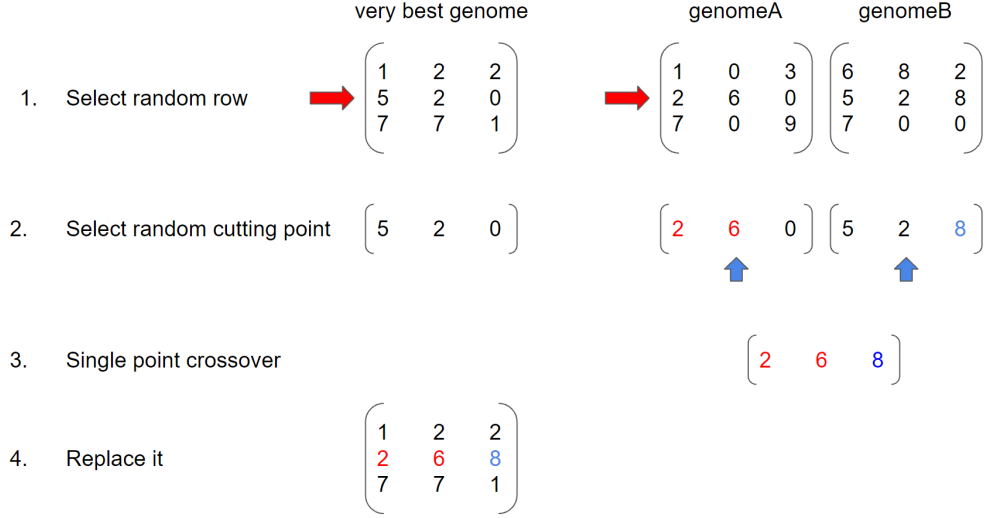 very best genome genomeA genomeB
1 2 2 1 0 3 6 8 2
1. Select random row 5 2 0 2 6 0 5 2 8
7 7 1 7 0 9 7 0 0
2. Select random cutting point 5 2 0 2 6 0 5 2 8
3. Single point crossover 2 6 8
1 2 2
4. Replace it 2 6 8
7 7 1